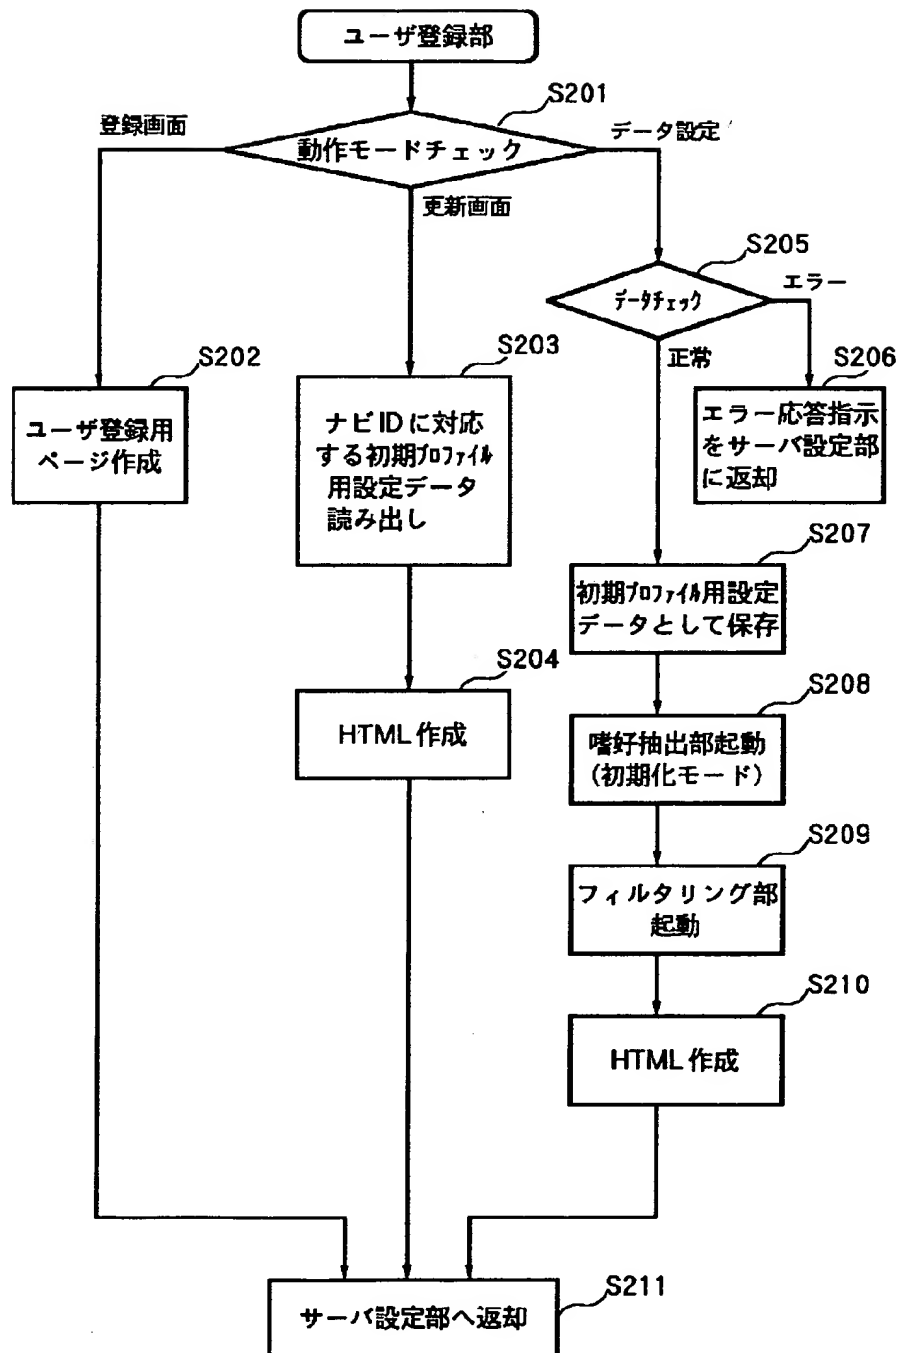 ユーザ登録部
S201
登録画面
動作モードチェック
データ設定
更新画面
S205
データチェック
エラー
正常
S202
ユーザ登録用
ページ作成
S203
ナビIDに対応
する初期プロファイル
用設定データ
読み出し
S206
エラー応答指示
をサーバ設定部
に返却
S207
初期プロファイル用設定
データとして保存
S204
HTML作成
S208
嗜好抽出部起動
(初期化モード)
S209
フィルタリング部
起動
S210
HTML作成
S211
サーバ設定部へ返却